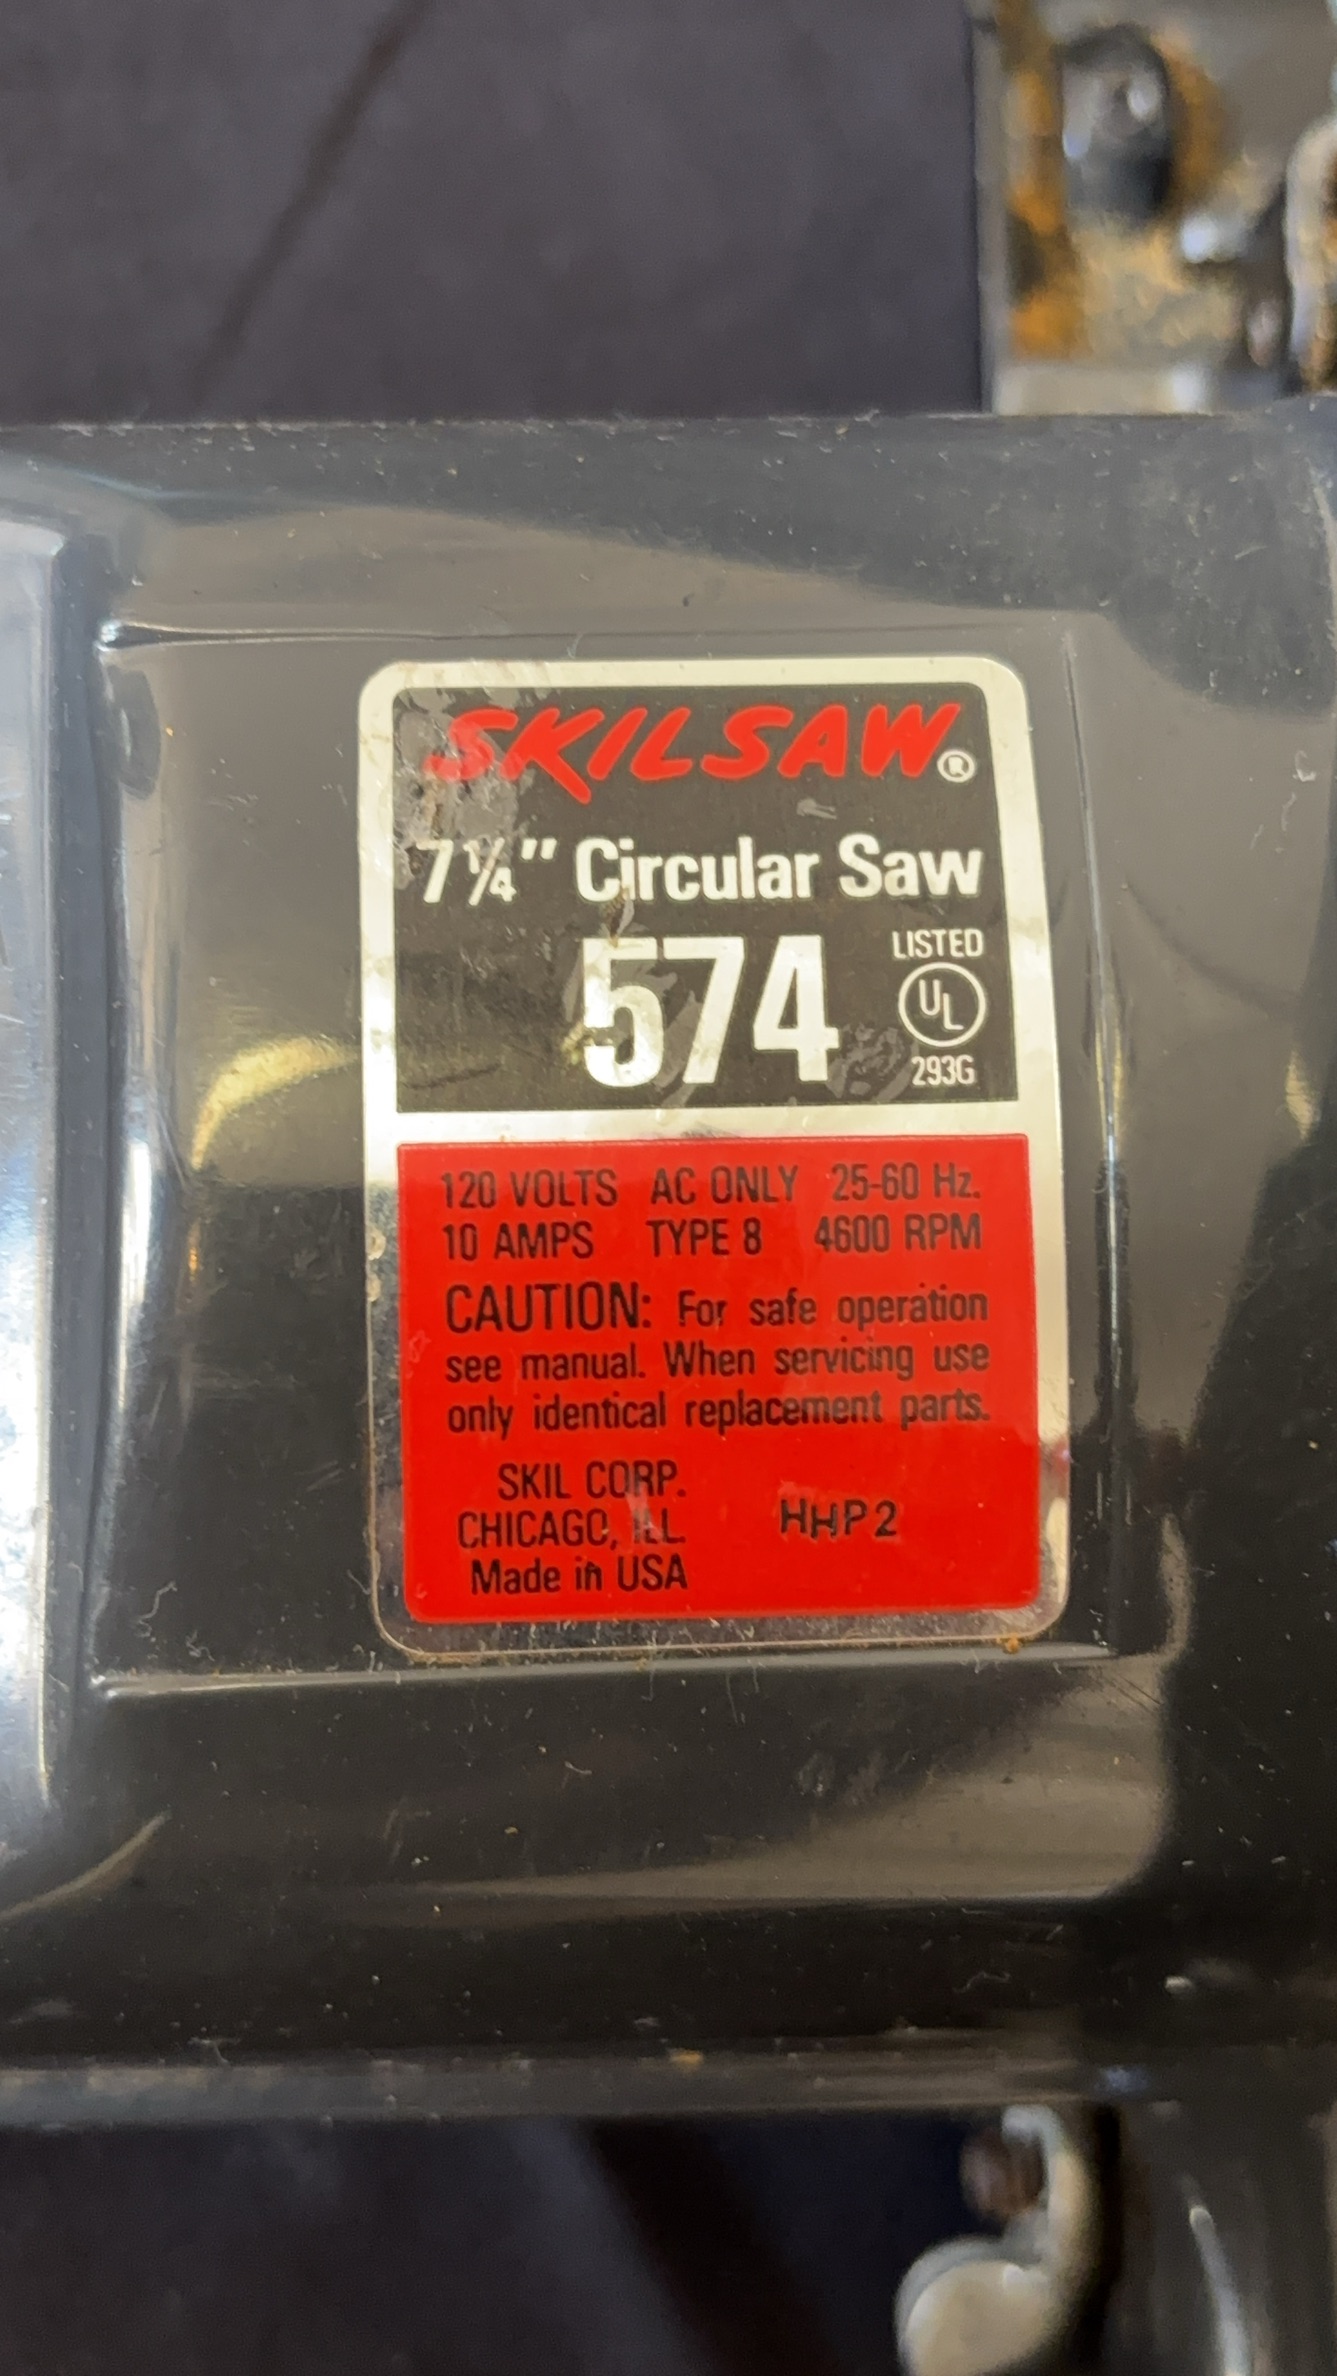 SKILSAW®
7 1/4" Circular Saw
574
LISTED
UL
293G
120 VOLTS AC ONLY 25-60 Hz.
10 AMPS TYPE 8 4600 RPM
CAUTION: For safe operation
see manual. When servicing use
only identical replacement parts.
SKIL CORP.
CHICAGO, ILL.
Made in USA
HHP2